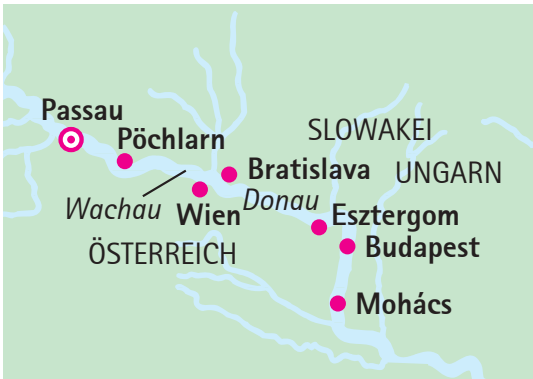 Passau
Pöchlarn
SLOWAKEI
Bratislava
UNGARN
Wachau
Wien
Donau
Esztergom
ÖSTERREICH
Budapest
Mohács